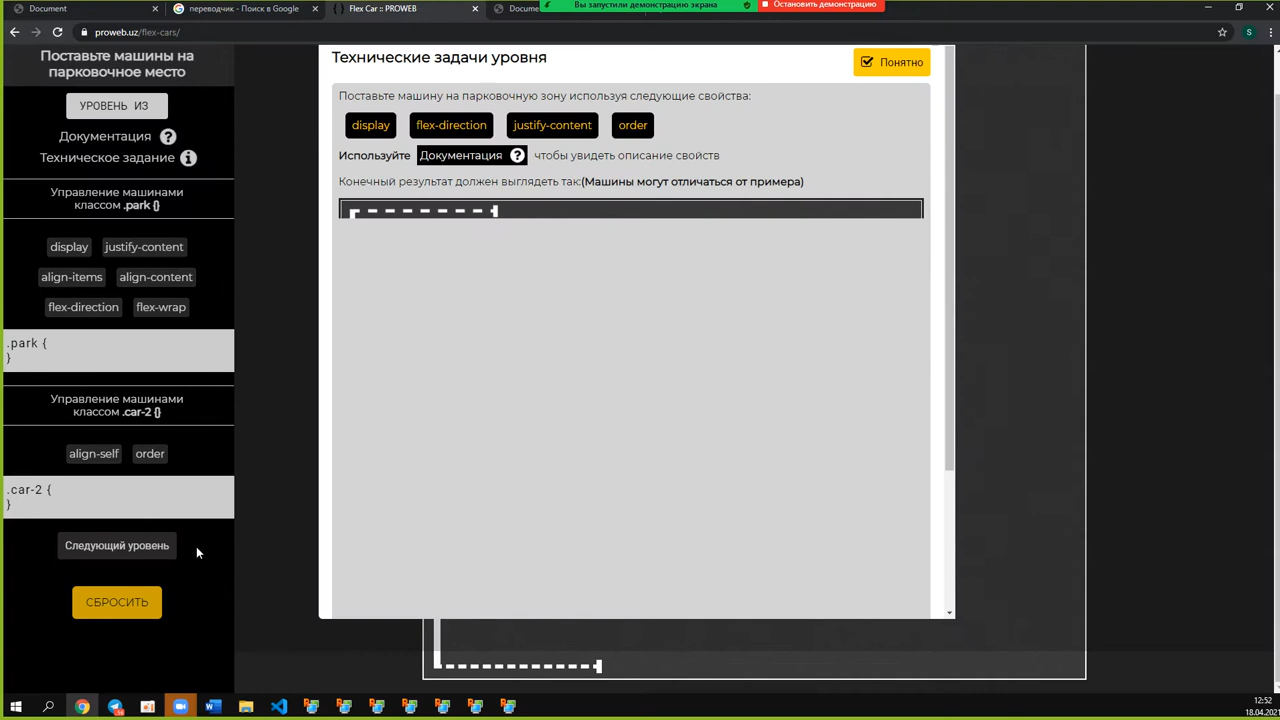 Document
переводчик - Поиск в Google
Flex Car :: PROWEB
Docume
Вы запустили демонстрацию экрана
Остановить демонстрацию
proweb.uz/flex-cars/
S
Поставьте машины на
парковочное место
УРОВЕНЬ ИЗ
Документация ?
Техническое задание i
Управление машинами
классом .park {}
display justify-content
align-items align-content
flex-direction flex-wrap
.park {
}
Управление машинами
классом .car-2 {}
align-self order
.car-2 {
}
Следующий уровень
СБРОСИТЬ
Технические задачи уровня
Понятно
Поставьте машину на парковочную зону используя следующие свойства:
display flex-direction justify-content order
Используйте Документация ? чтобы увидеть описание свойств
Конечный результат должен выглядеть так:(Машины могут отличаться от примера)
12:52
18.04.2021